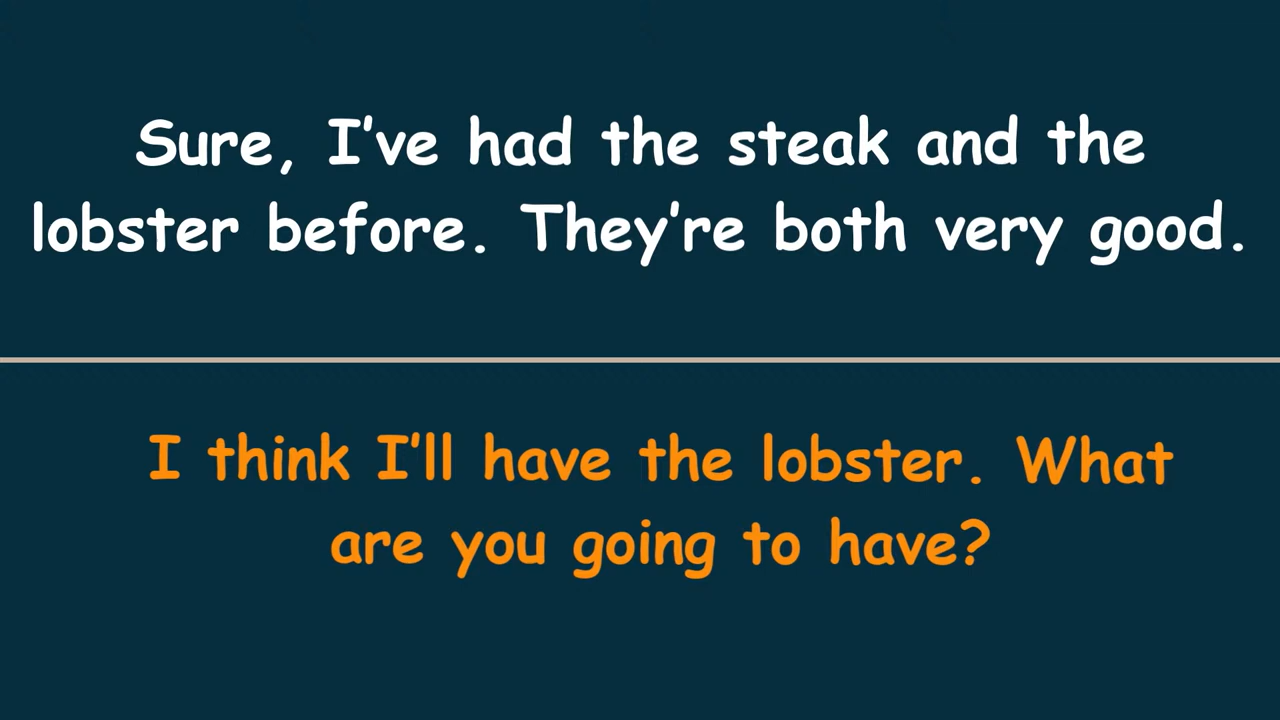 Sure, I've had the steak and the
lobster before. They're both very good.
I think I'll have the lobster. What
are you going to have?